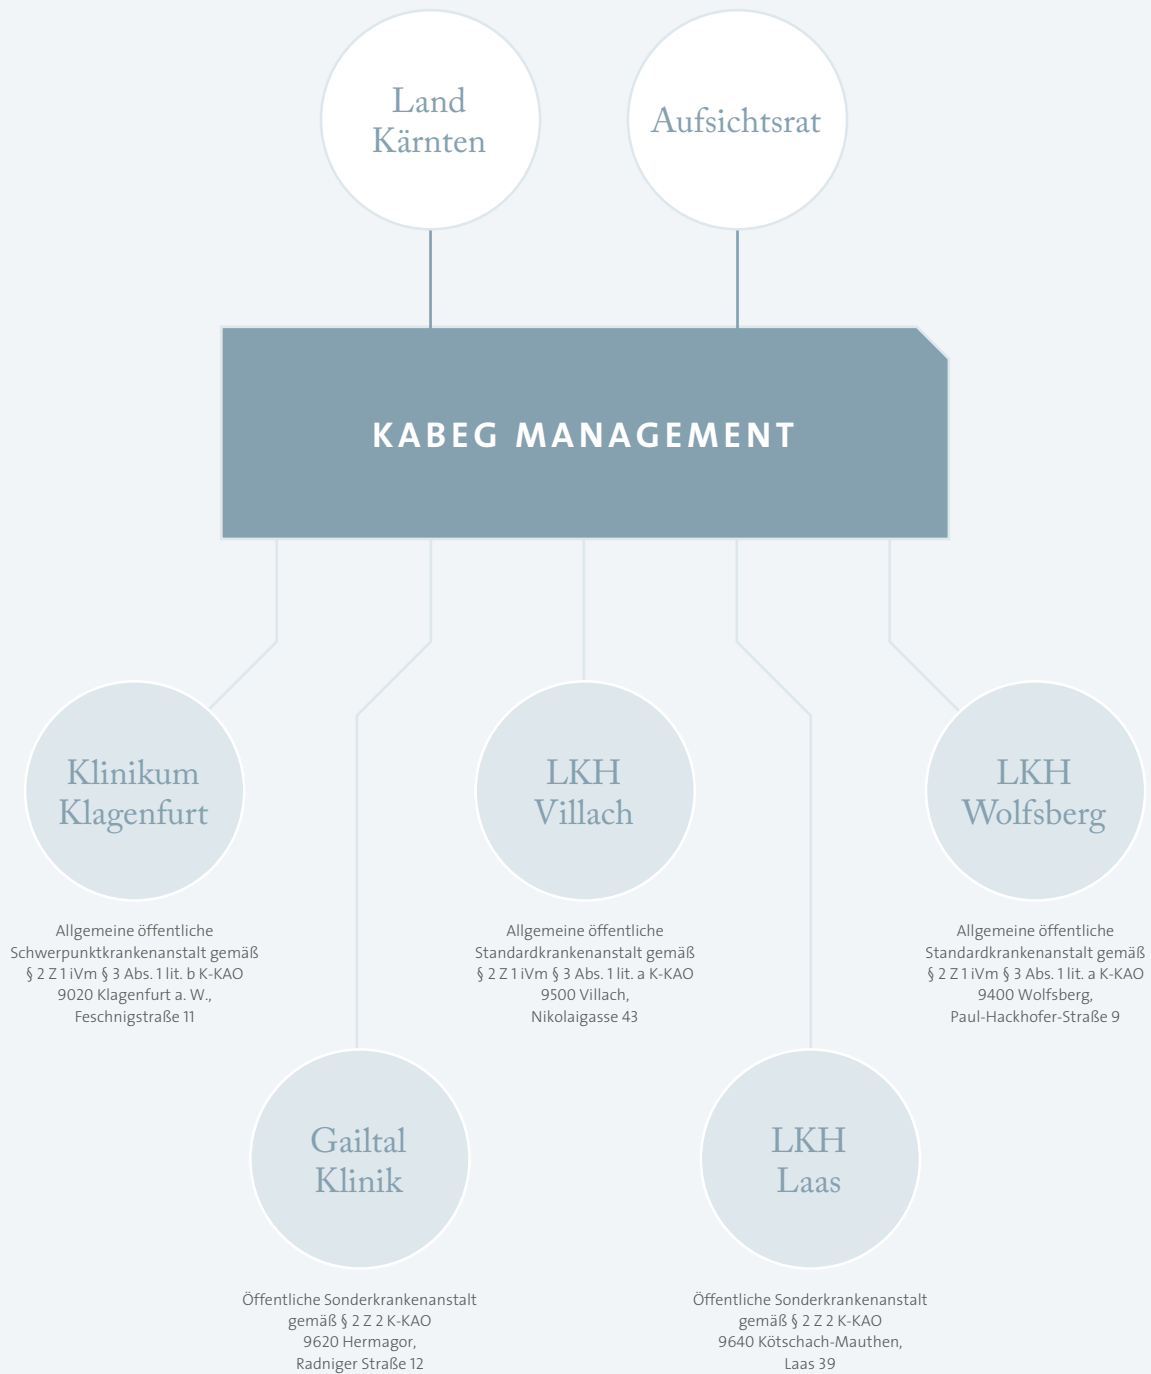 Land
Kärnten
Aufsichtsrat
KABEG MANAGEMENT
Klinikum
Klagenfurt
Allgemeine öffentliche
Schwerpunktkrankenanstalt gemäß
§ 2 Z 1 iVm § 3 Abs. 1 lit. b K-KAO
9020 Klagenfurt a. W.,
Feschnigstraße 11
LKH
Villach
Allgemeine öffentliche
Standardkrankenanstalt gemäß
§ 2 Z 1 iVm § 3 Abs. 1 lit. a K-KAO
9500 Villach,
Nikolaigasse 43
LKH
Wolfsberg
Allgemeine öffentliche
Standardkrankenanstalt gemäß
§ 2 Z 1 iVm § 3 Abs. 1 lit. a K-KAO
9400 Wolfsberg,
Paul-Hackhofer-Straße 9
Gailtal
Klinik
Öffentliche Sonderkrankenanstalt
gemäß § 2 Z 2 K-KAO
9620 Hermagor,
Radniger Straße 12
LKH
Laas
Öffentliche Sonderkrankenanstalt
gemäß § 2 Z 2 K-KAO
9640 Kötschach-Mauthen,
Laas 39